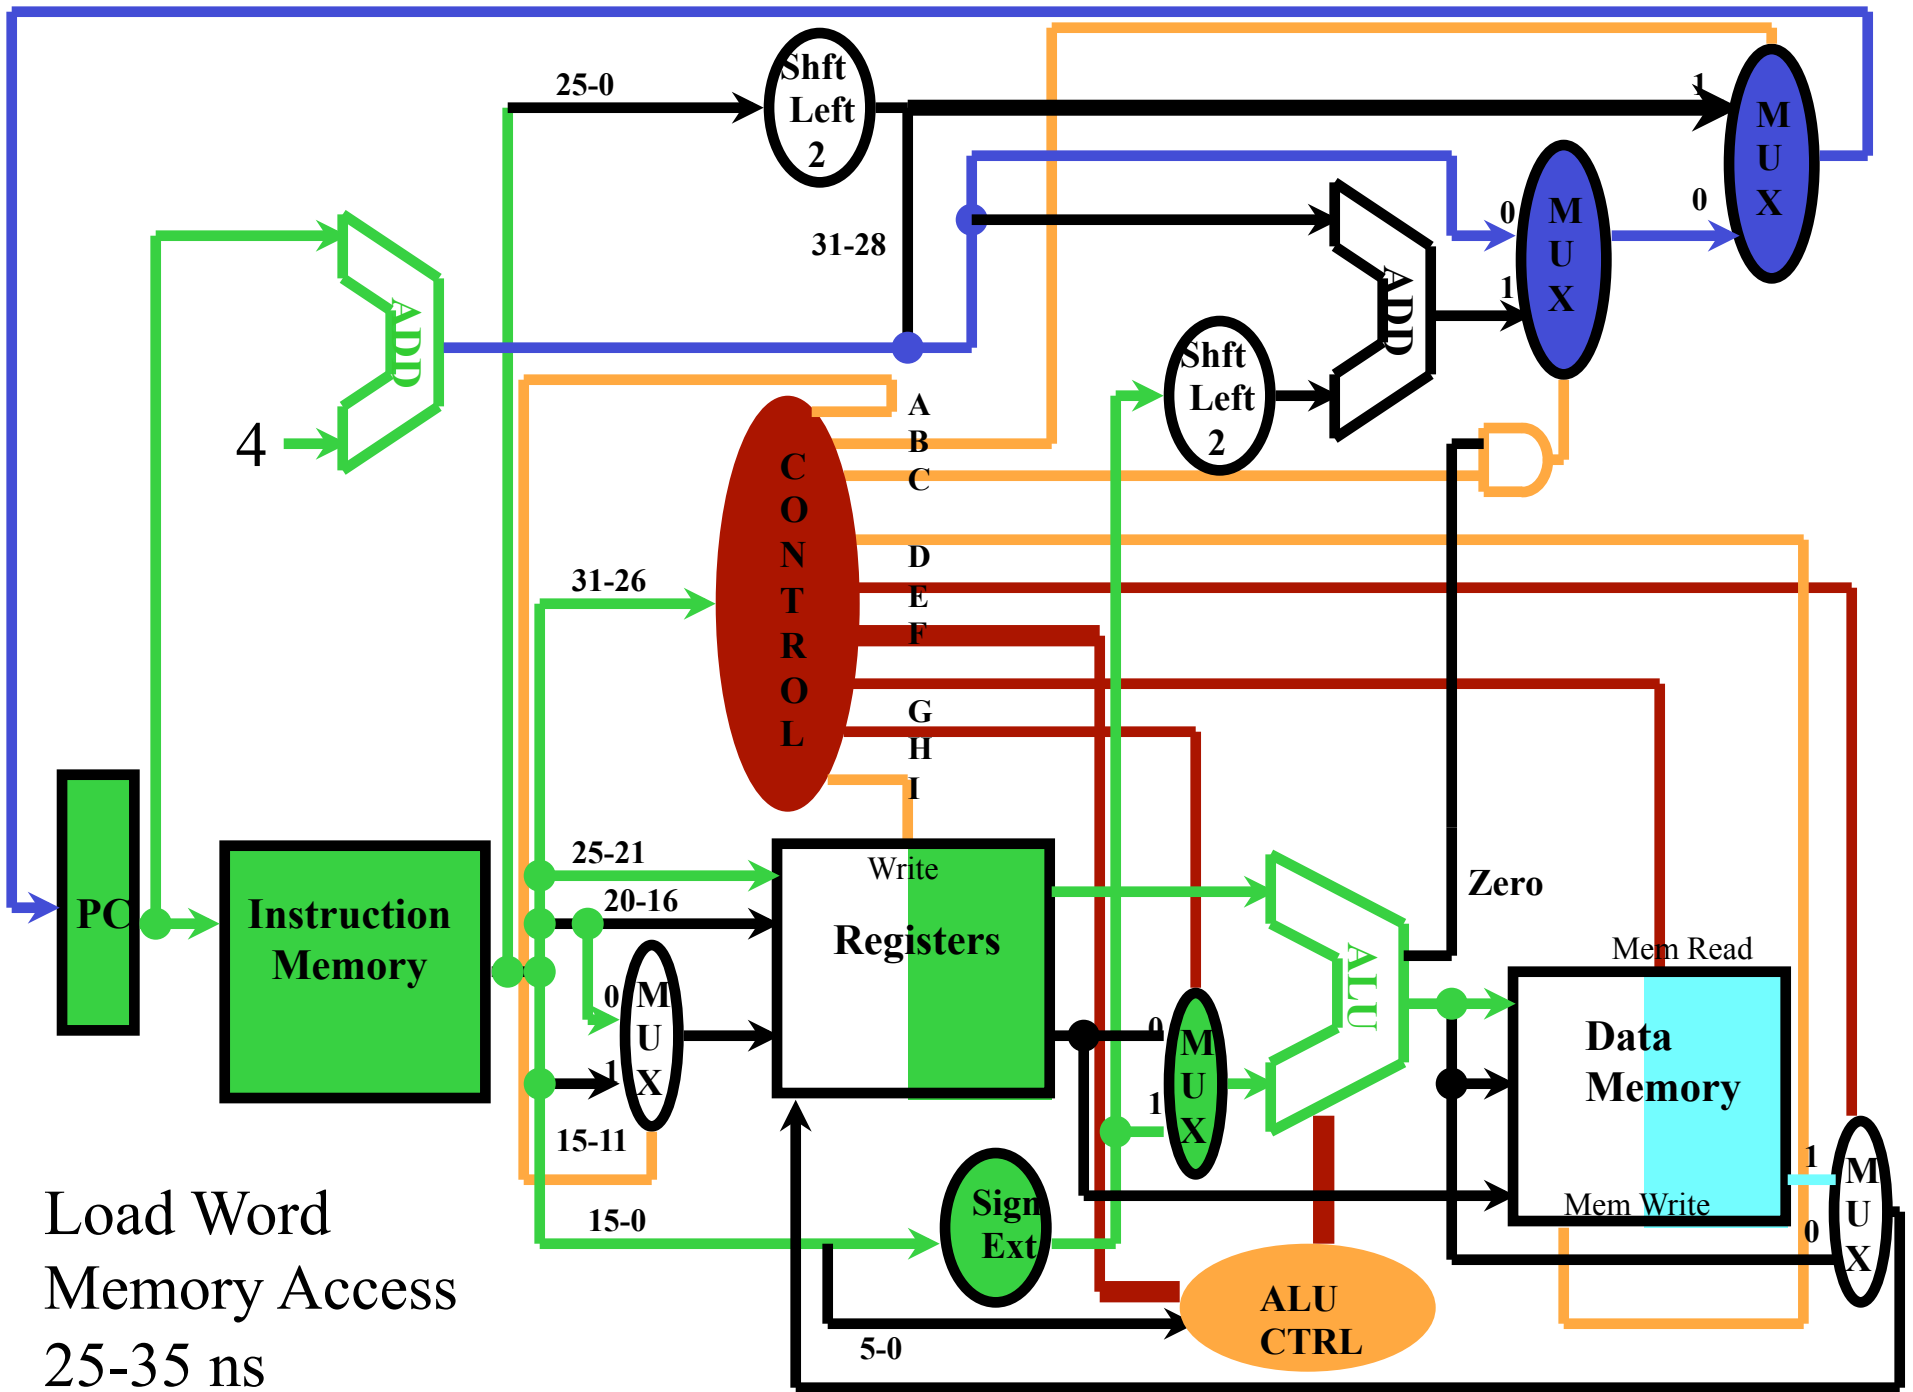 Shft
Left
2
25-0
1
M
U
X
31-28
0
M
U
X
0
1
ADD
ADD
4
Shft
Left
2
A
B
C
D
E
F
G
H
I
C
O
N
T
R
O
L
31-26
PC
Instruction
Memory
25-21
20-16
0
M
U
X
1
15-11
15-0
Write
Registers
Zero
ALU
0
M
U
X
1
Mem Read
Data
Memory
Mem Write
1
M
U
X
0
Sign
Ext
ALU
CTRL
5-0
Load Word
Memory Access
25-35 ns